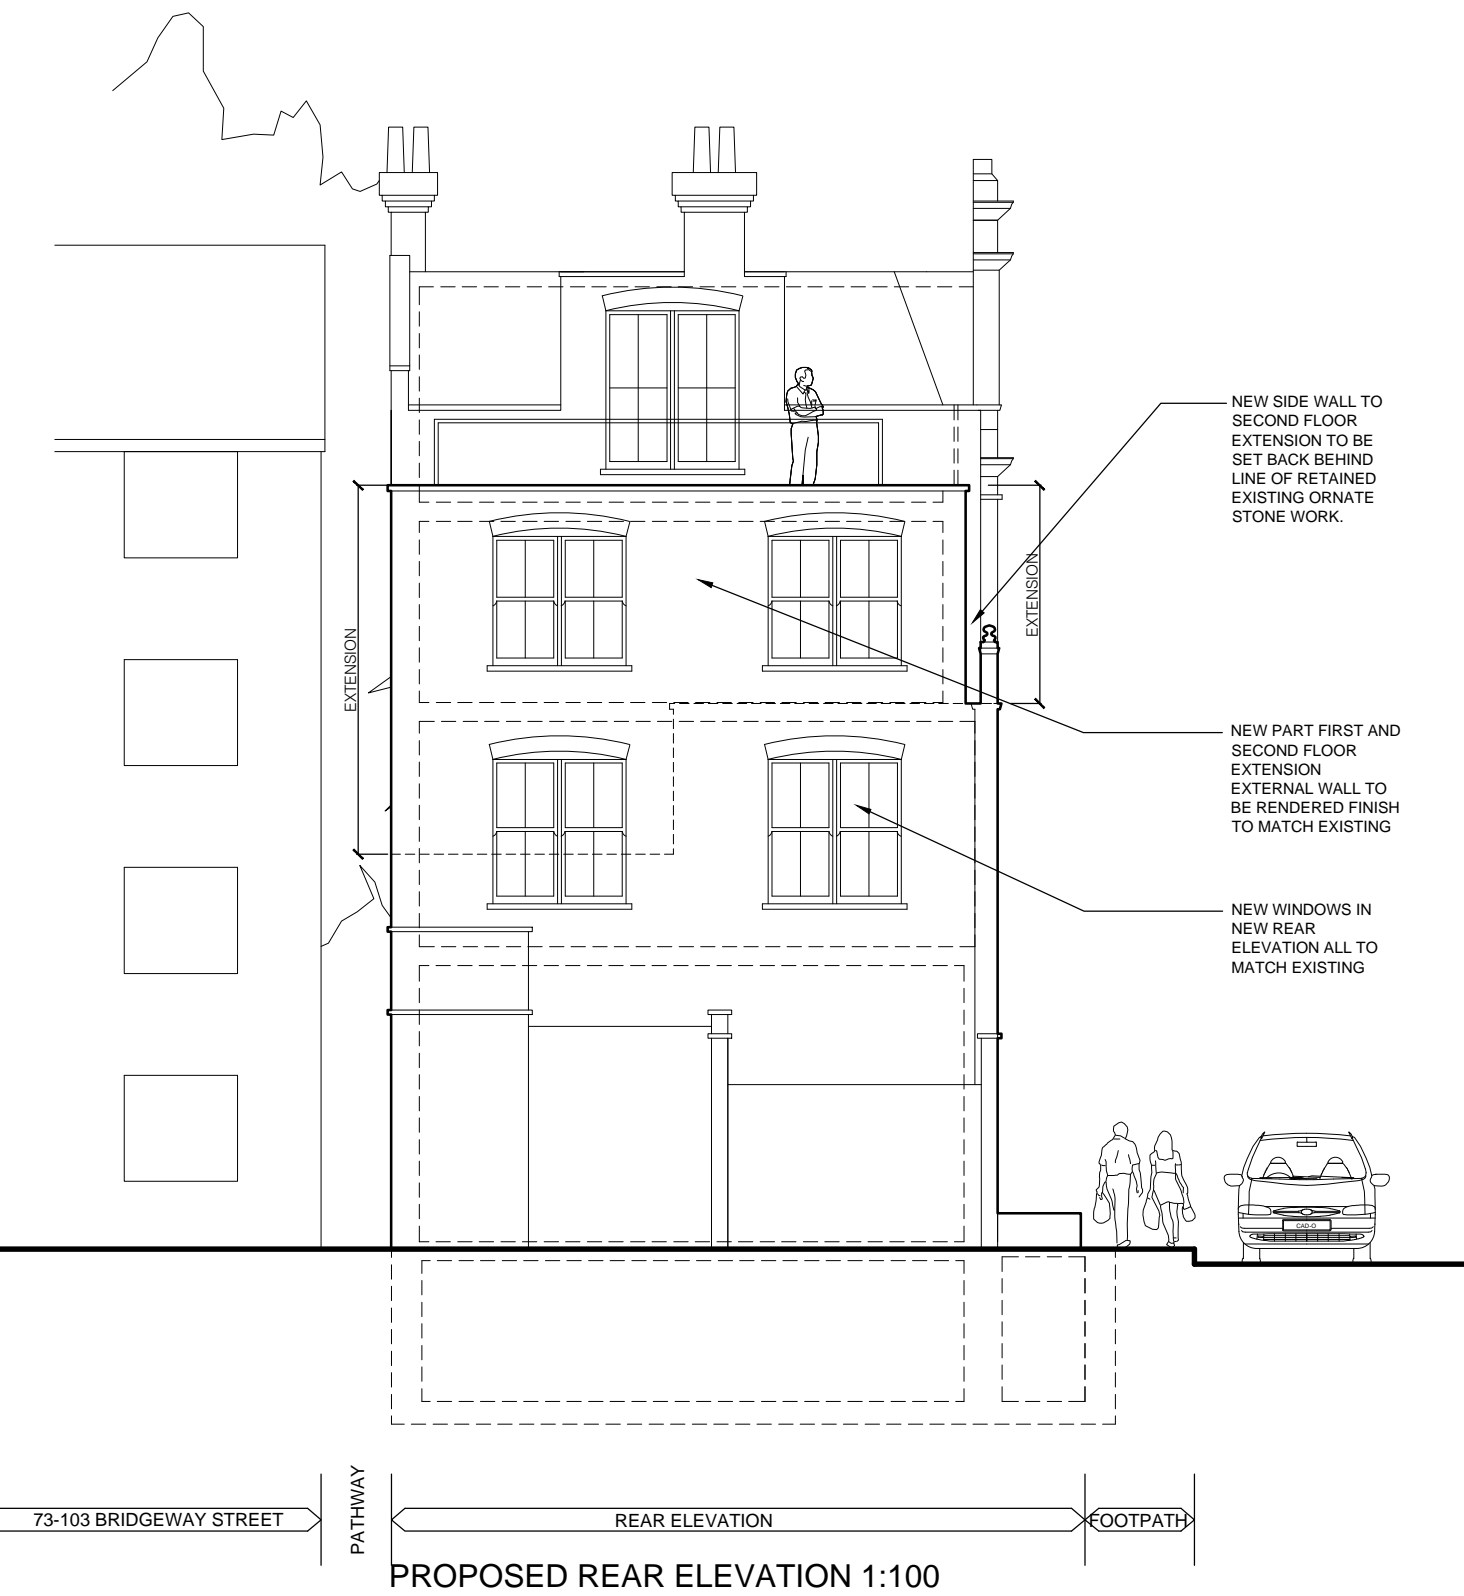 NEW SIDE WALL TO
SECOND FLOOR
EXTENSION TO BE
SET BACK BEHIND
LINE OF RETAINED
EXISTING ORNATE
STONE WORK.
EXTENSION
EXTENSION
NEW PART FIRST AND
SECOND FLOOR
EXTENSION
EXTERNAL WALL TO
BE RENDERED FINISH
TO MATCH EXISTING
NEW WINDOWS IN
NEW REAR
ELEVATION ALL TO
MATCH EXISTING
CAD-O
73-103 BRIDGEWAY STREET
PATHWAY
REAR ELEVATION
FOOTPATH
PROPOSED REAR ELEVATION 1:100